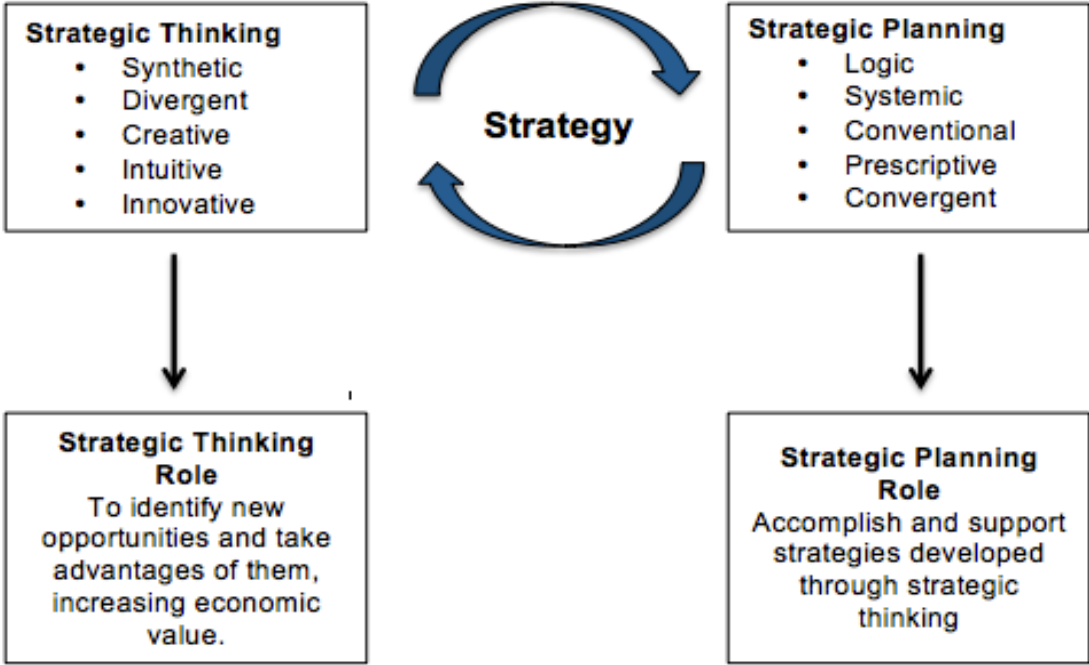 Strategic Thinking
• Synthetic
• Divergent
• Creative
• Intuitive
• Innovative
Strategy
Strategic Planning
• Logic
• Systemic
• Conventional
• Prescriptive
• Convergent
Strategic Thinking
Role
To identify new
opportunities and take
advantages of them,
increasing economic
value.
Strategic Planning
Role
Accomplish and support
strategies developed
through strategic
thinking